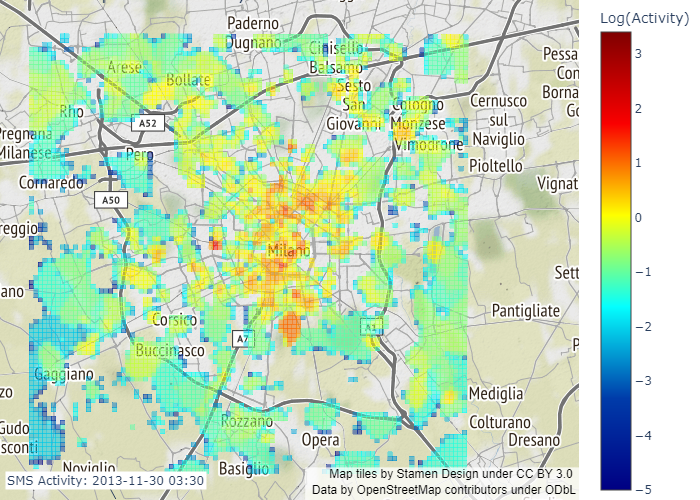 Log(Activity)
Paderno
Dugnano
Cinisello
Balsamo
Arese
Bollate
Sesto
San
Giovanni
Cologno
Monzese
Cernusco
sul
Naviglio
Pessa
Con
Borna
Go
Rho
A52
Pregnana
Milanese
Pero
Vimodrone
Pioltello
Cornaredo
Vignat
A50
reggio
Milano
Sett
ano
Pantigliate
Corsico
A7
A1
Buccinasco
P
Gaggiano
zo
Mediglia
Rozzano
Colturano
Gudo
sconti
Opera
Dresano
Noviglio
Basiglio
SMS Activity: 2013-11-30 03:30
Map tiles by Stamen Design under CC BY 3.0
Data by OpenStreetMap contributors under ODbL
3
2
1
0
−1
−2
−3
−4
−5